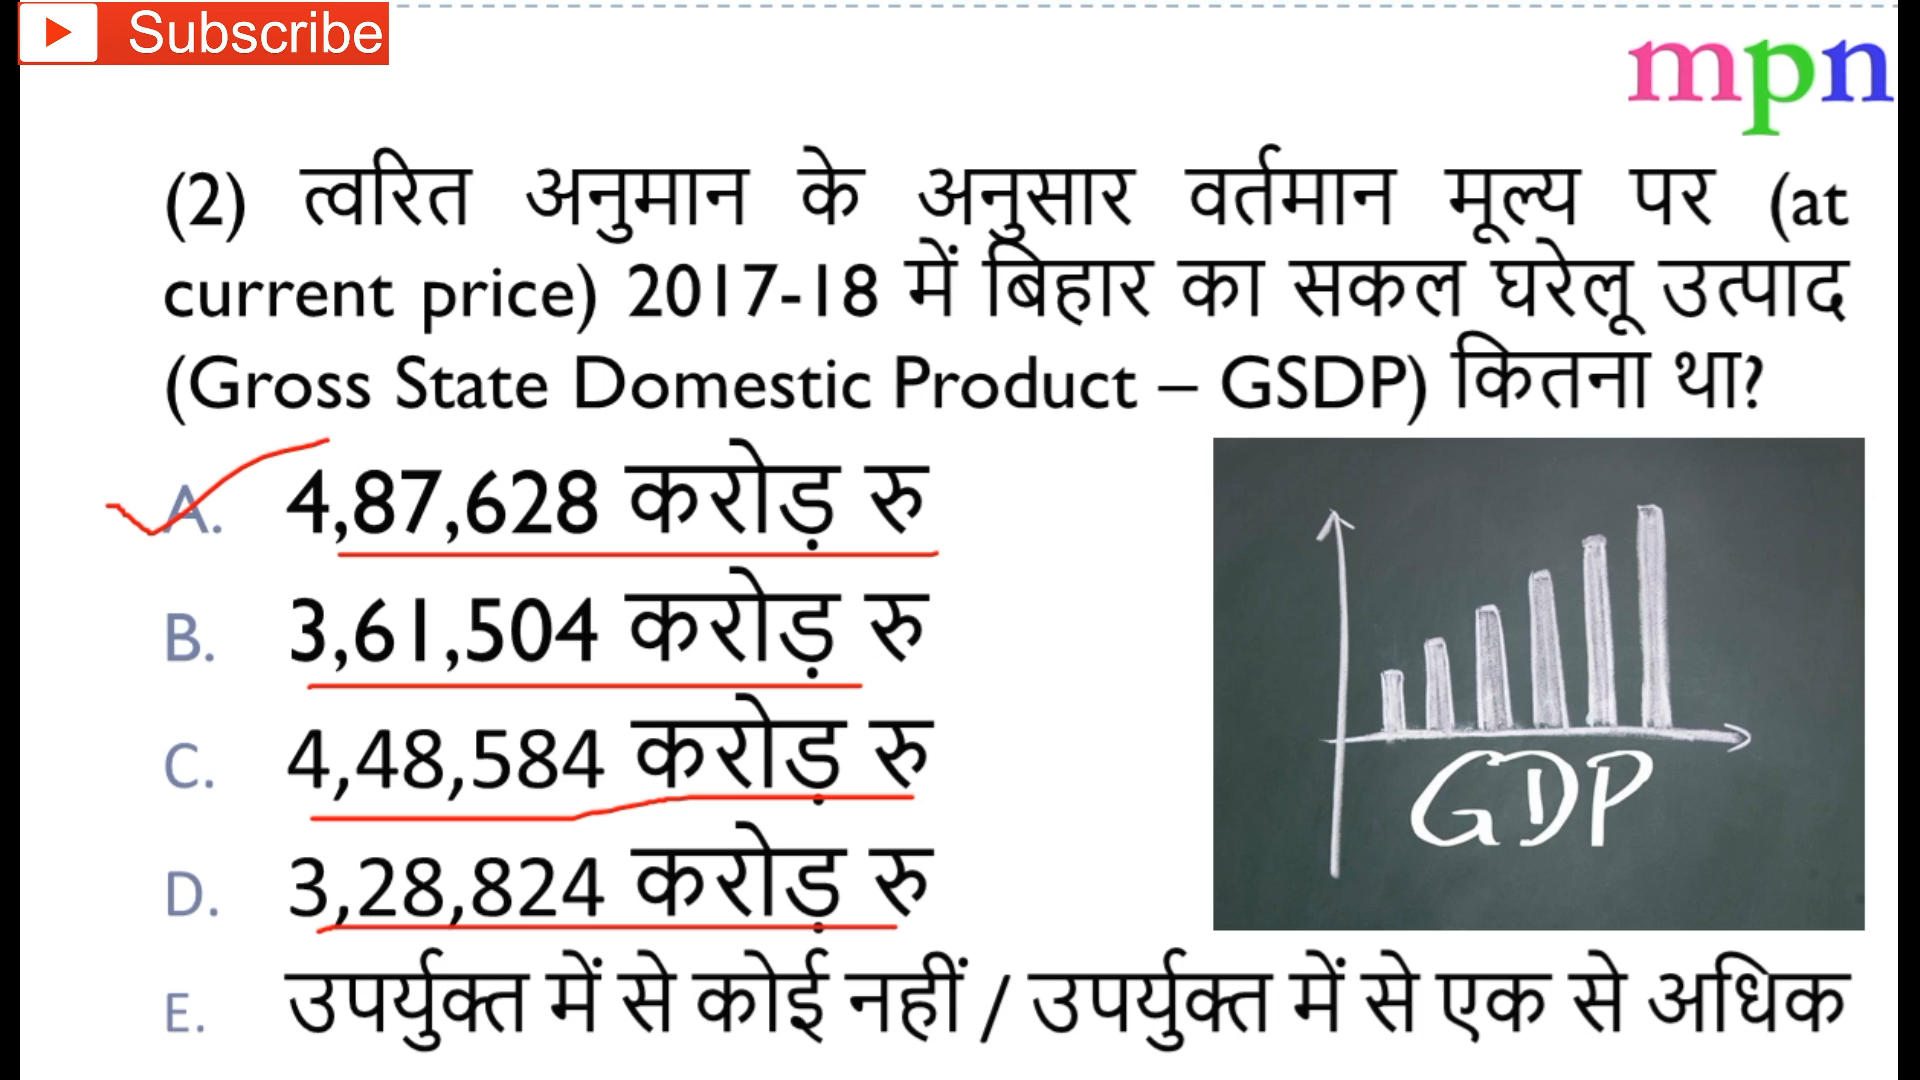 Subscribe
mpn
(2) त्वरित अनुमान के अनुसार वर्तमान मूल्य पर (at
current price) 2017-18 में बिहार का सकल घरेलू उत्पाद
(Gross State Domestic Product – GSDP) कितना था?
A. 4,87,628 करोड़ रु
B. 3,61,504 करोड़ रु
C. 4,48,584 करोड़ रु
D. 3,28,824 करोड़ रु
GDP
E. उपर्युक्त में से कोई नहीं / उपर्युक्त में से एक से अधिक